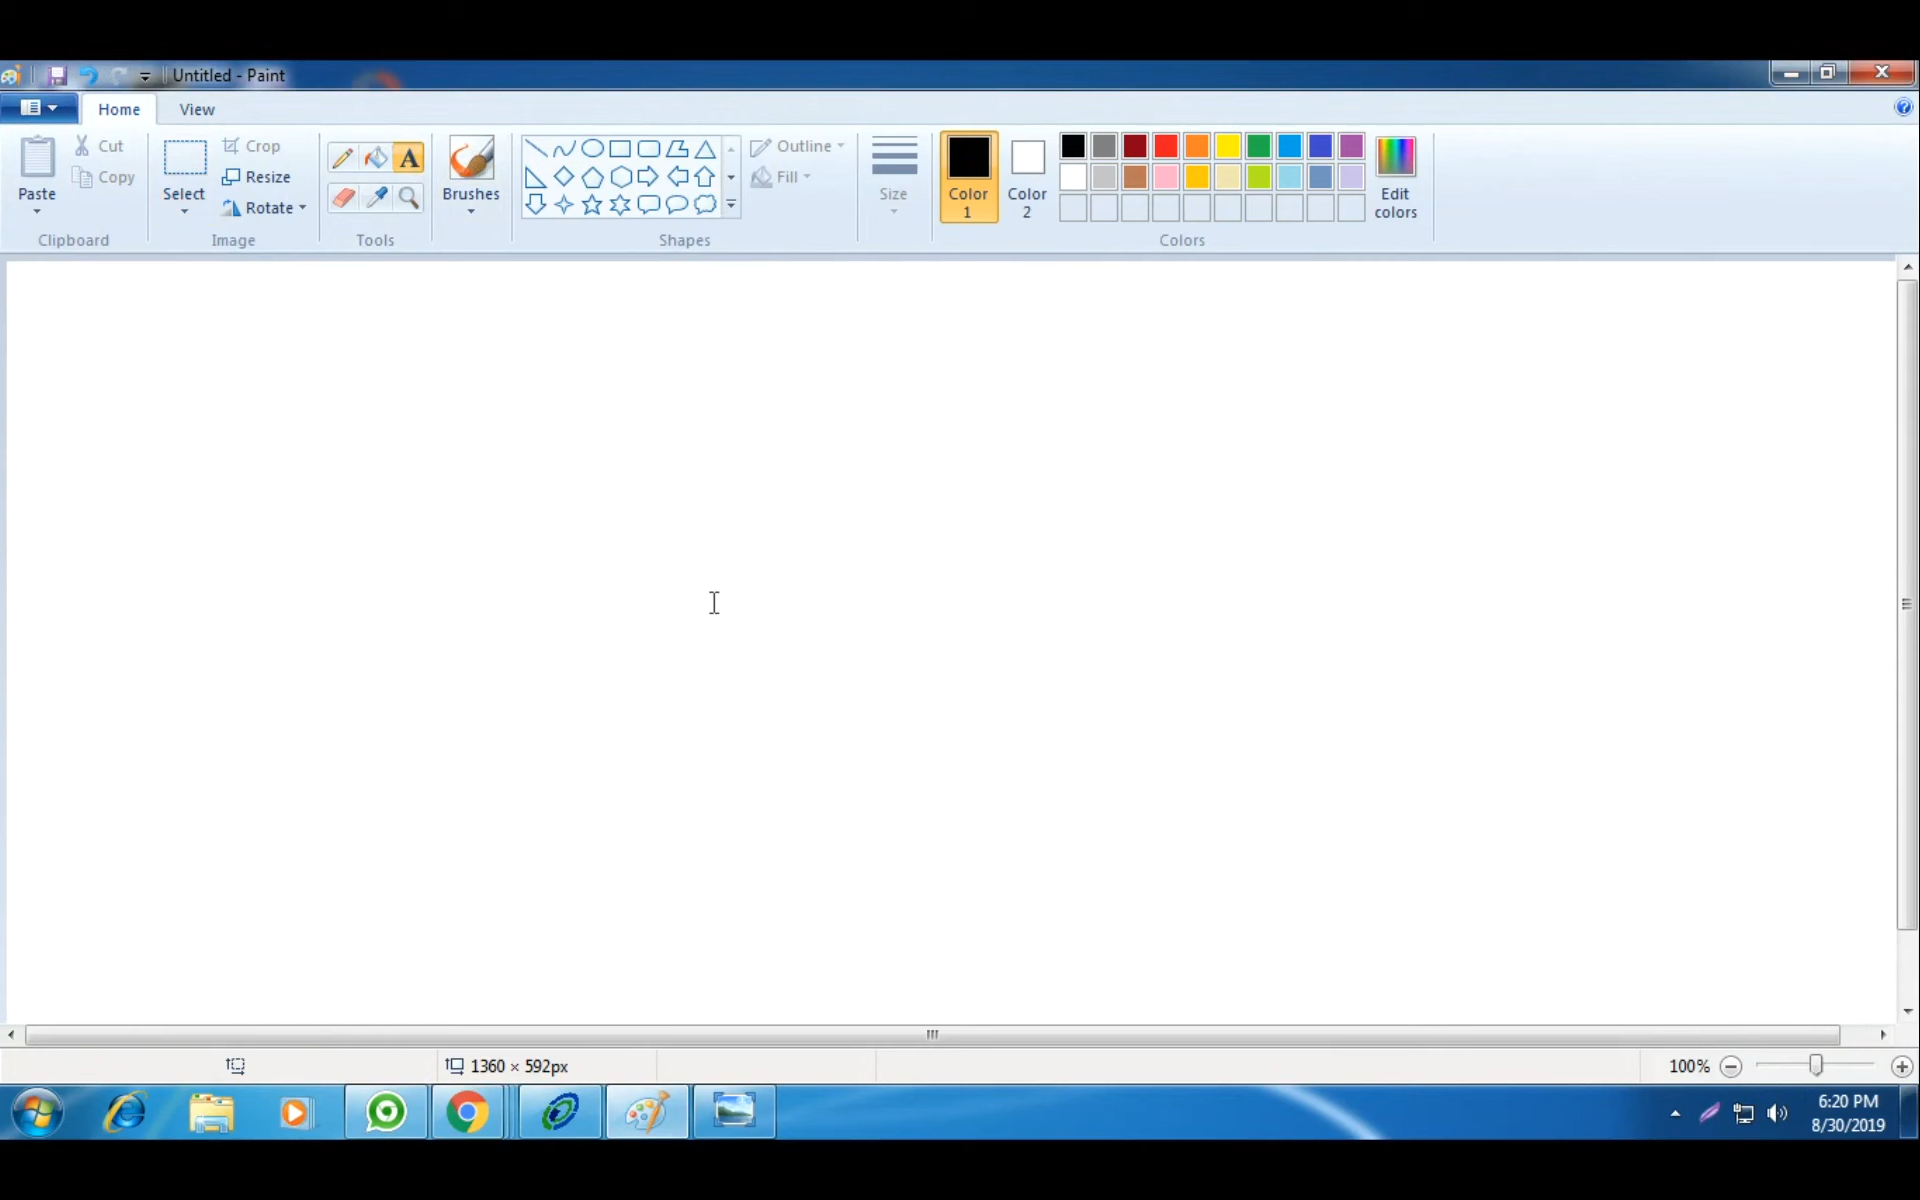 Untitled - Paint
Home View
Paste
Cut
Copy
Clipboard
Select
Crop
Resize
Rotate
Image
A
Tools
Brushes
Shapes
Outline
Fill
Size
Color 1
Color 2
Edit colors
Colors
1360 × 592px
100%
6:20 PM
8/30/2019